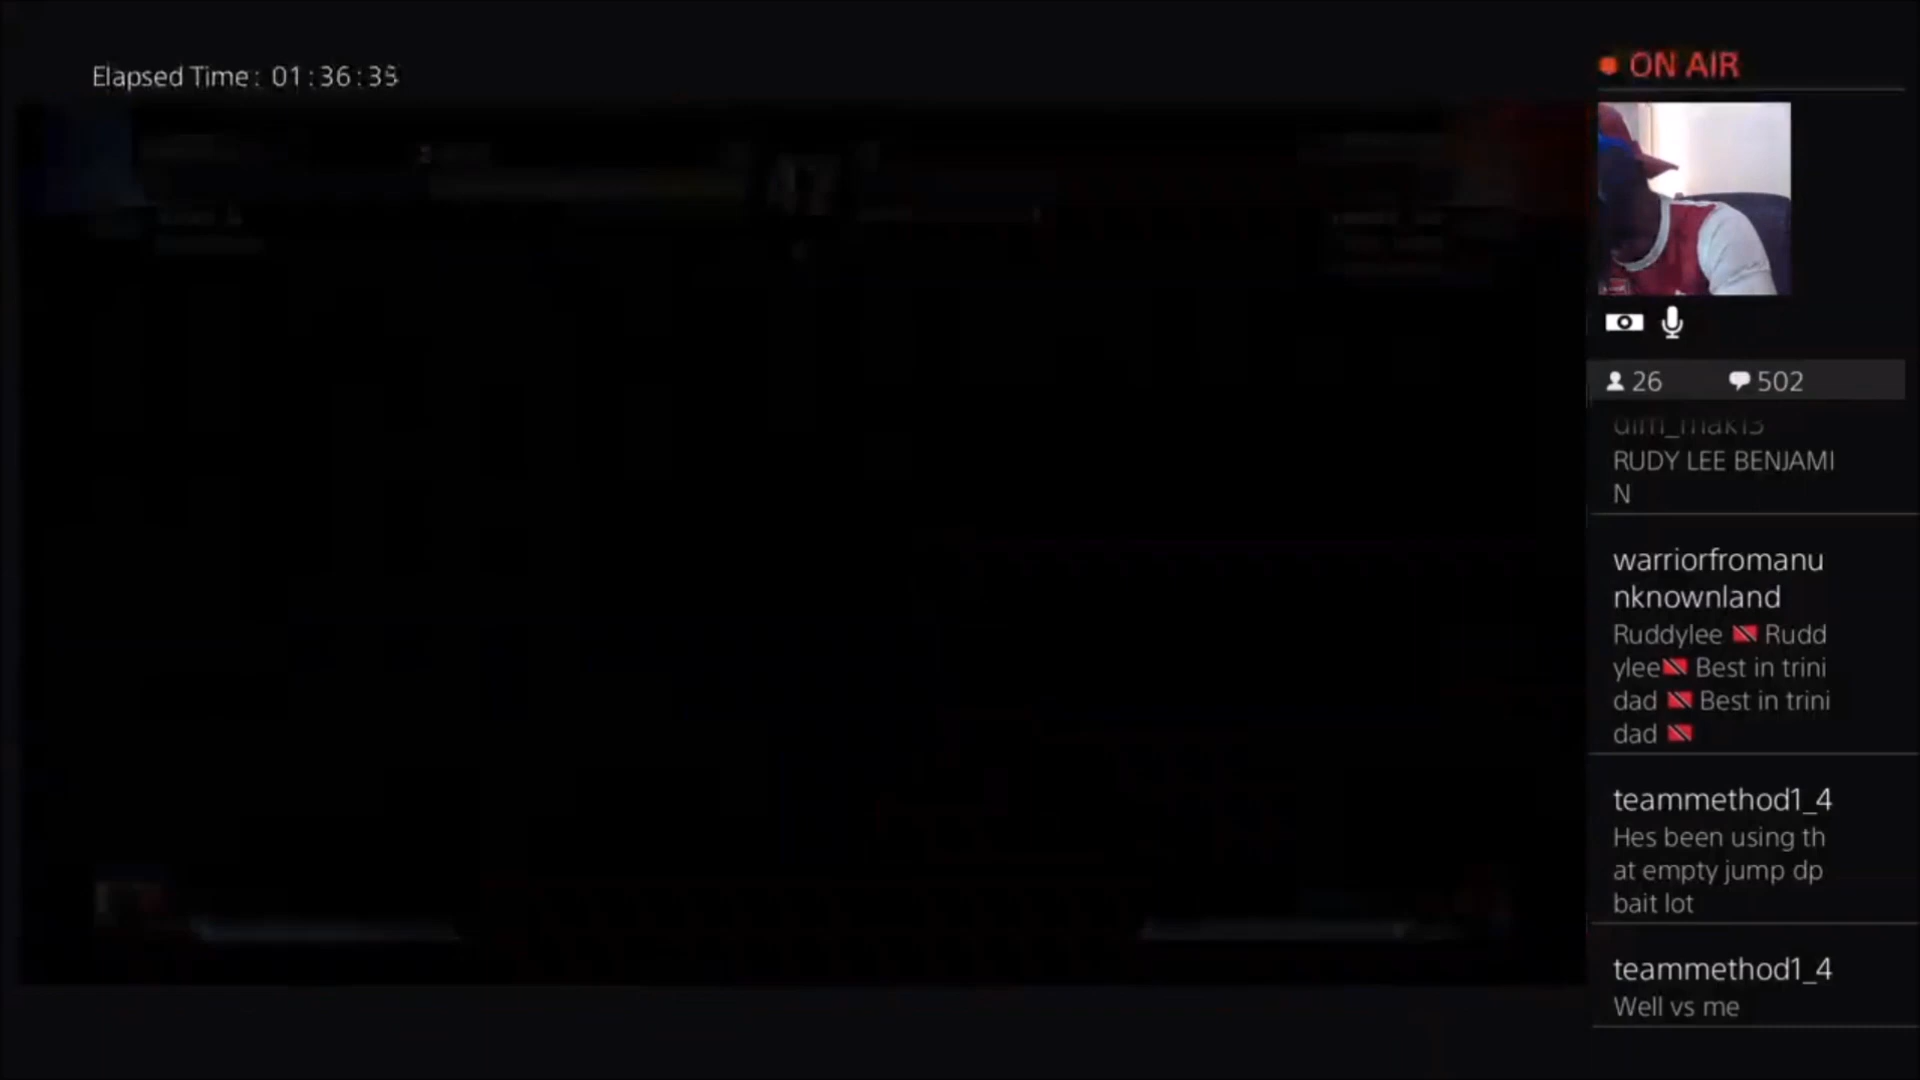 Elapsed Time: 01:36:35
ON AIR
26 502
dim_mak13
RUDY LEE BENJAMI
N
warriorfromanu
nknownland
Ruddylee 🇹🇹 Rudd
ylee🇹🇹 Best in trini
dad 🇹🇹 Best in trini
dad 🇹🇹
teammethod1_4
Hes been using th
at empty jump dp
bait lot
teammethod1_4
Well vs me